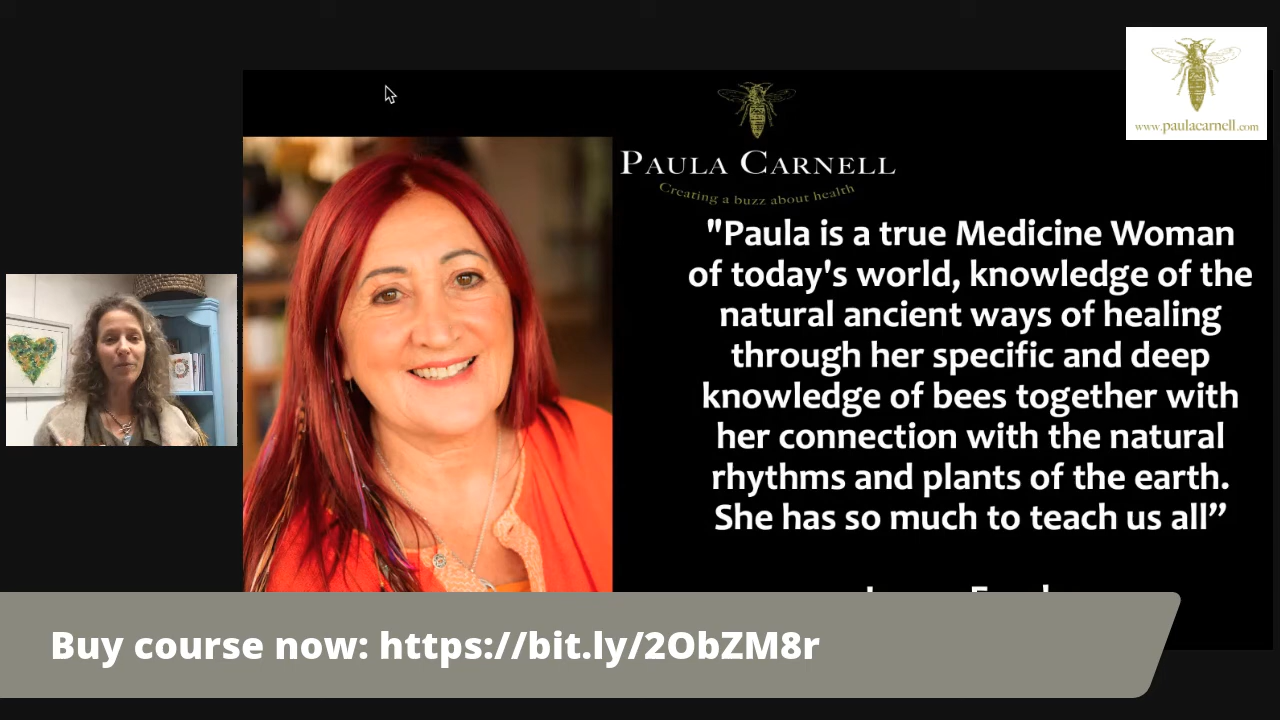 www.paulacarnell.com
PAULA CARNELL
Creating a buzz about health
"Paula is a true Medicine Woman
of today's world, knowledge of the
natural ancient ways of healing
through her specific and deep
knowledge of bees together with
her connection with the natural
rhythms and plants of the earth.
She has so much to teach us all”
Buy course now: https://bit.ly/2ObZM8r